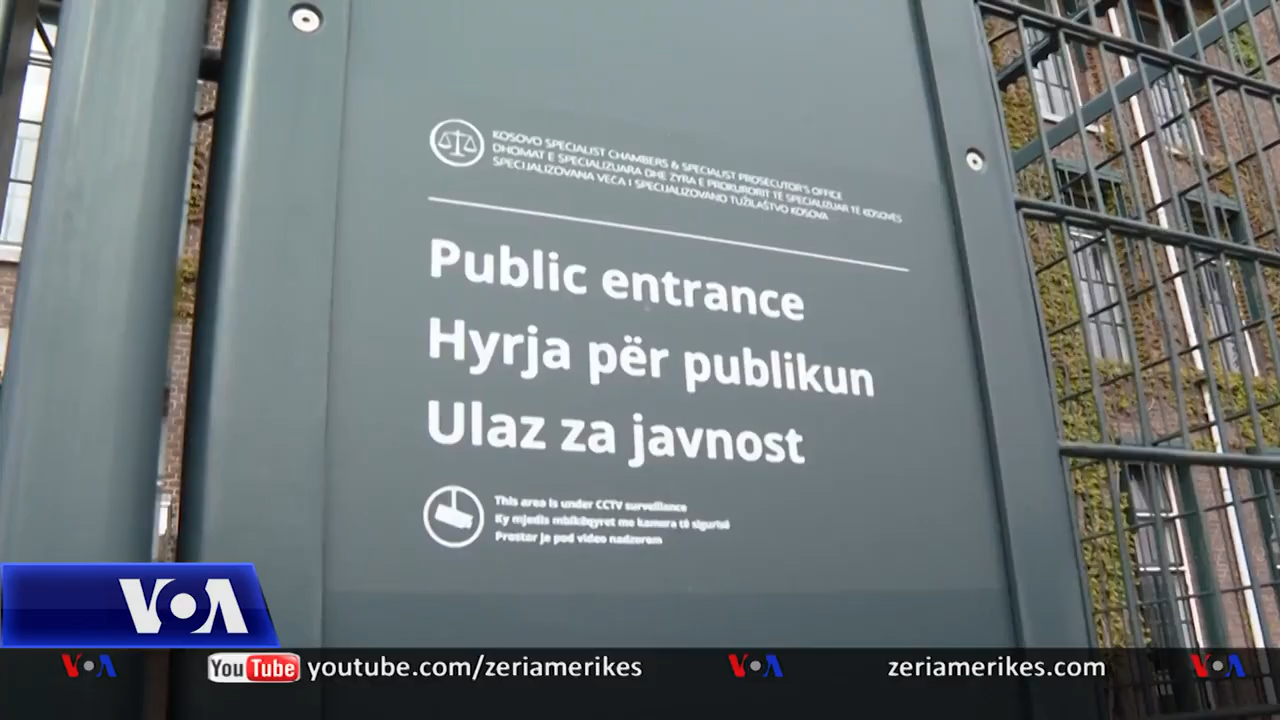 KOSOVO SPECIALIST CHAMBERS & SPECIALIST PROSECUTOR'S OFFICE
DHOMAT E SPECIALIZUARA DHE ZYRA E PROKURORIT TË SPECIALIZUAR TË KOSOVËS
SPECIJALIZOVANA VEĆA I SPECIJALIZOVANO TUŽILAŠTVO KOSOVA
Public entrance
Hyrja për publikun
Ulaz za javnost
This area is under CCTV surveillance
Ky mjedis mbikëqyret me kamera të sigurisë
Prostor je pod video nadzorom
VOA
VOA
YouTube youtube.com/zeriamerikes
VOA
zeriamerikes.com
VOA